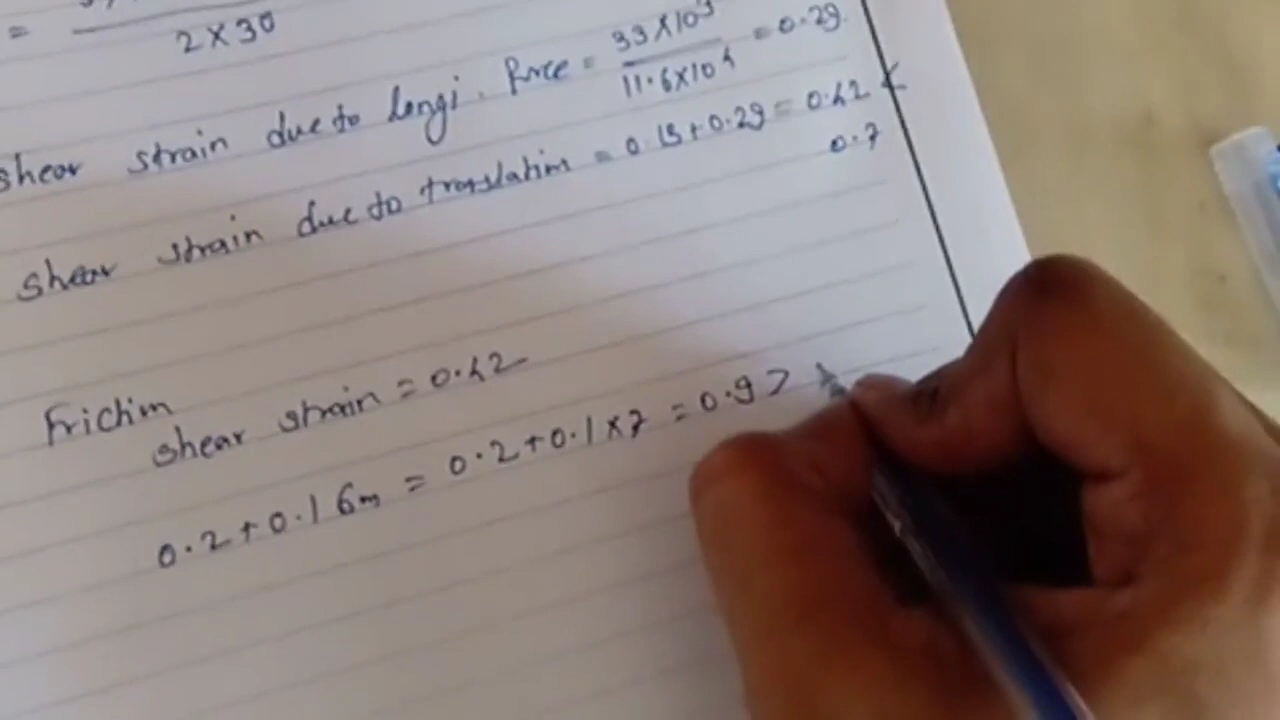 = 2 × 30
shear strain due to longi. Force = 33×10³ / 11.6×10⁴ = 0.29.
shear strain due to translation = 0.13+0.29 = 0.42 <
0.7
Friction
shear strain = 0.42
0.2+0.1 6m = 0.2+0.1×7 = 0.9 >